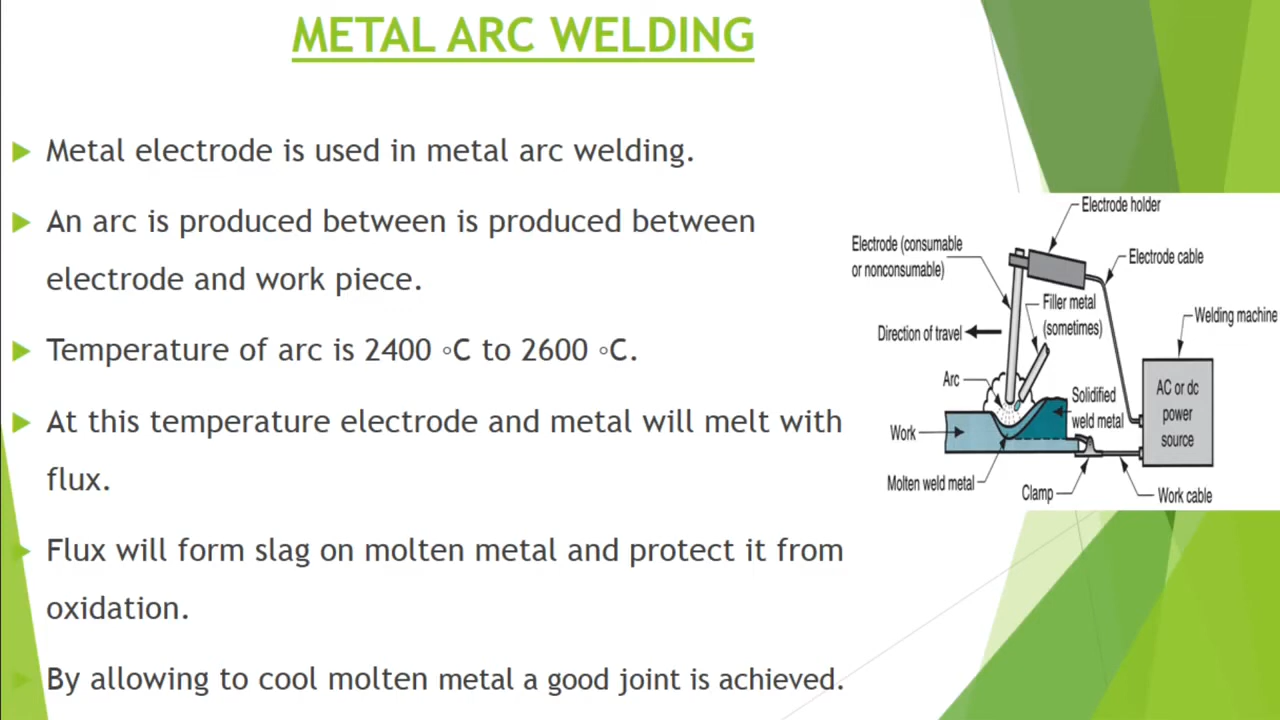 METAL ARC WELDING
Metal electrode is used in metal arc welding.
An arc is produced between is produced between
electrode and work piece.
Temperature of arc is 2400 ◦C to 2600 ◦C.
At this temperature electrode and metal will melt with
flux.
Flux will form slag on molten metal and protect it from
oxidation.
By allowing to cool molten metal a good joint is achieved.
Electrode holder
Electrode (consumable
or nonconsumable)
Electrode cable
Filler metal
(sometimes)
Welding machine
Direction of travel
Arc
Solidified
weld metal
AC or dc
power
source
Work
Molten weld metal
Clamp
Work cable